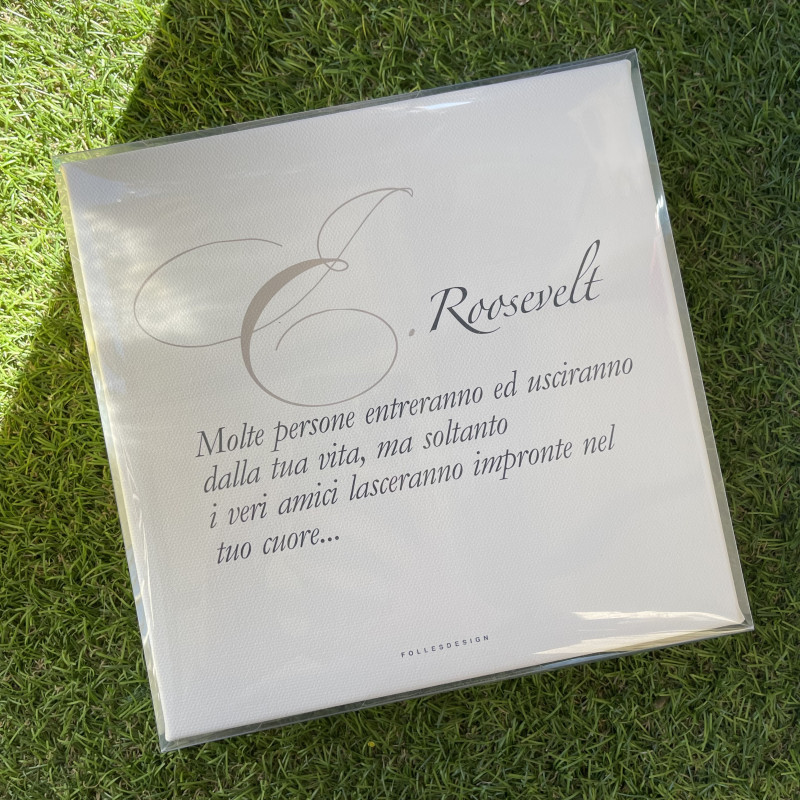 E. Roosevelt
Molte persone entreranno ed usciranno
dalla tua vita, ma soltanto
i veri amici lasceranno impronte nel
tuo cuore...
FOLLESDESIGN